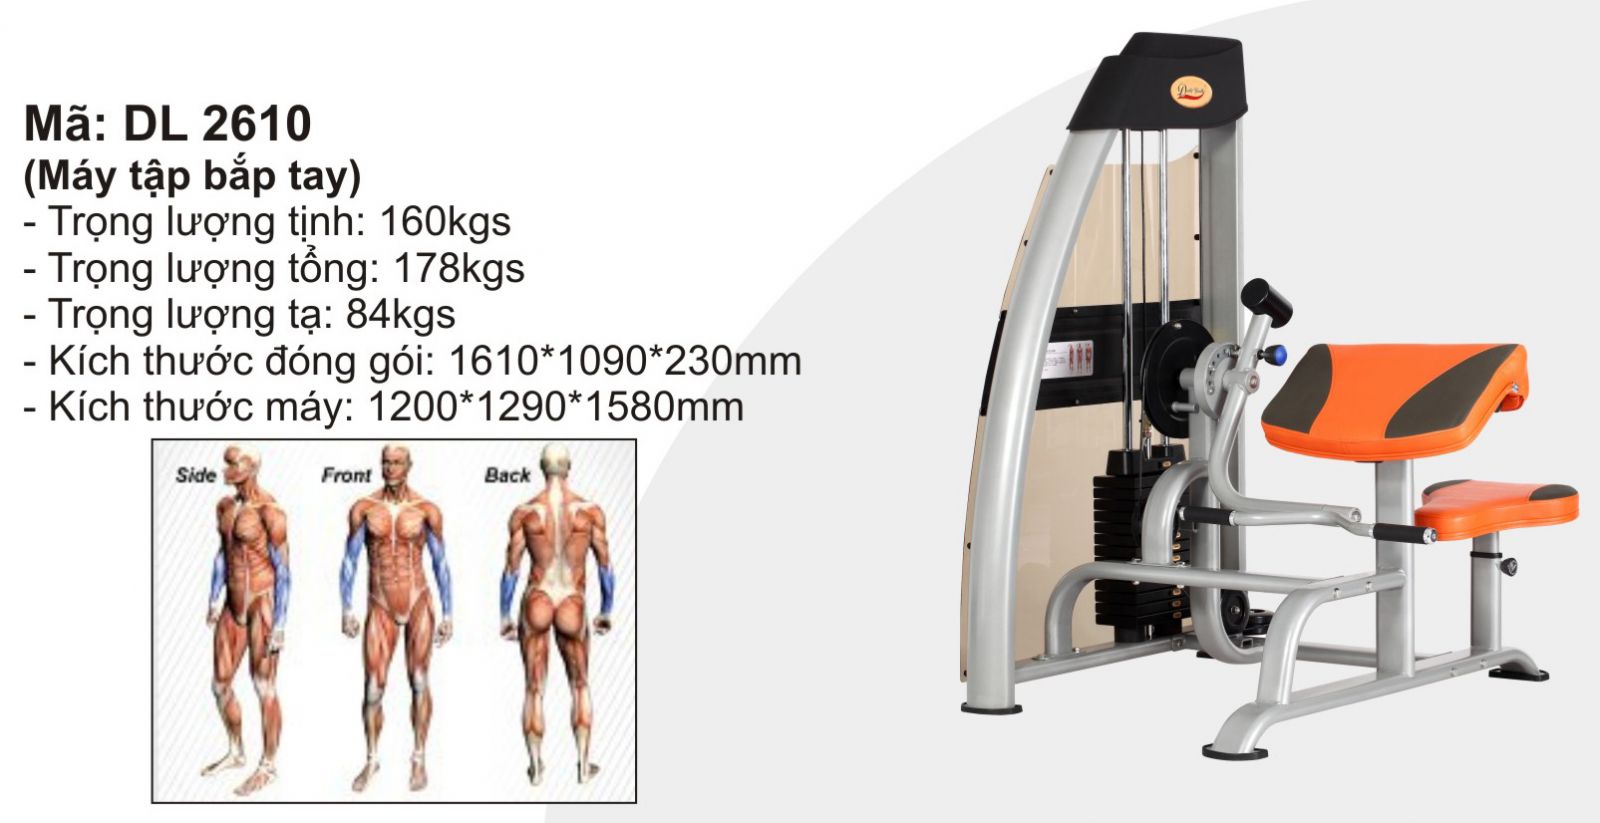 Mã: DL 2610
(Máy tập bắp tay)
- Trọng lượng tịnh: 160kgs
- Trọng lượng tổng: 178kgs
- Trọng lượng tạ: 84kgs
- Kích thước đóng gói: 1610*1090*230mm
- Kích thước máy: 1200*1290*1580mm
Side
Front
Back